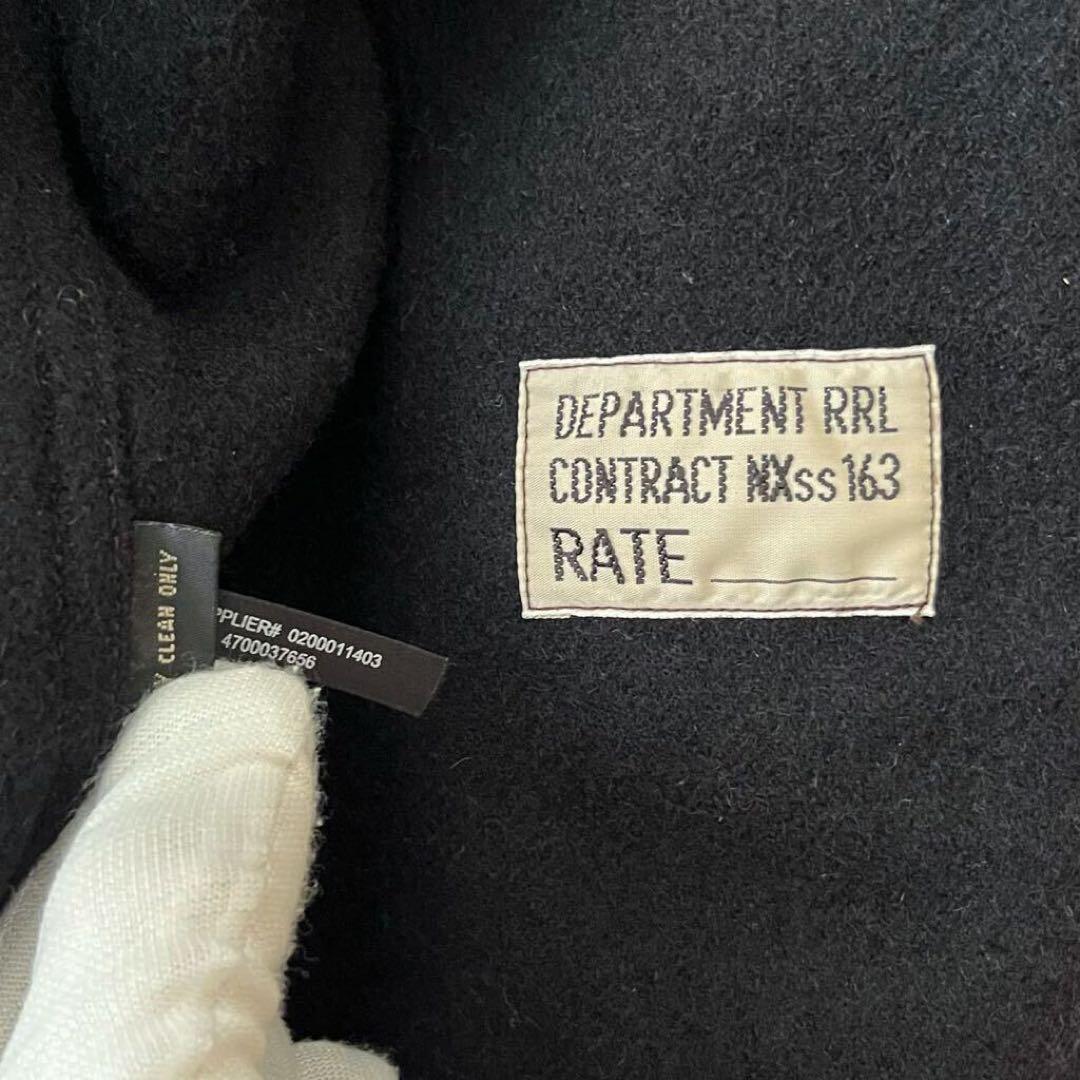 DEPARTMENT RRL
CONTRACT NXss 163
RATE
CLEAN ONLY
PPLIER# 0200011403
4700037656